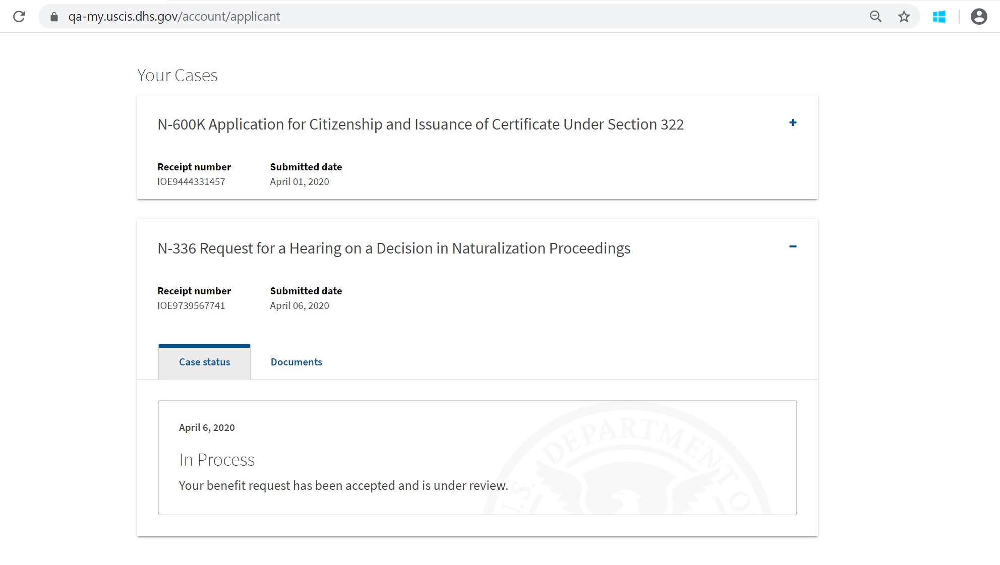 qa-my.uscis.dhs.gov/account/applicant
Your Cases
N-600K Application for Citizenship and Issuance of Certificate Under Section 322
Receipt number Submitted date
IOE9444331457 April 01, 2020
N-336 Request for a Hearing on a Decision in Naturalization Proceedings
Receipt number Submitted date
IOE9739567741 April 06, 2020
Case status Documents
April 6, 2020
In Process
Your benefit request has been accepted and is under review.
U.S. DEPARTMENT O